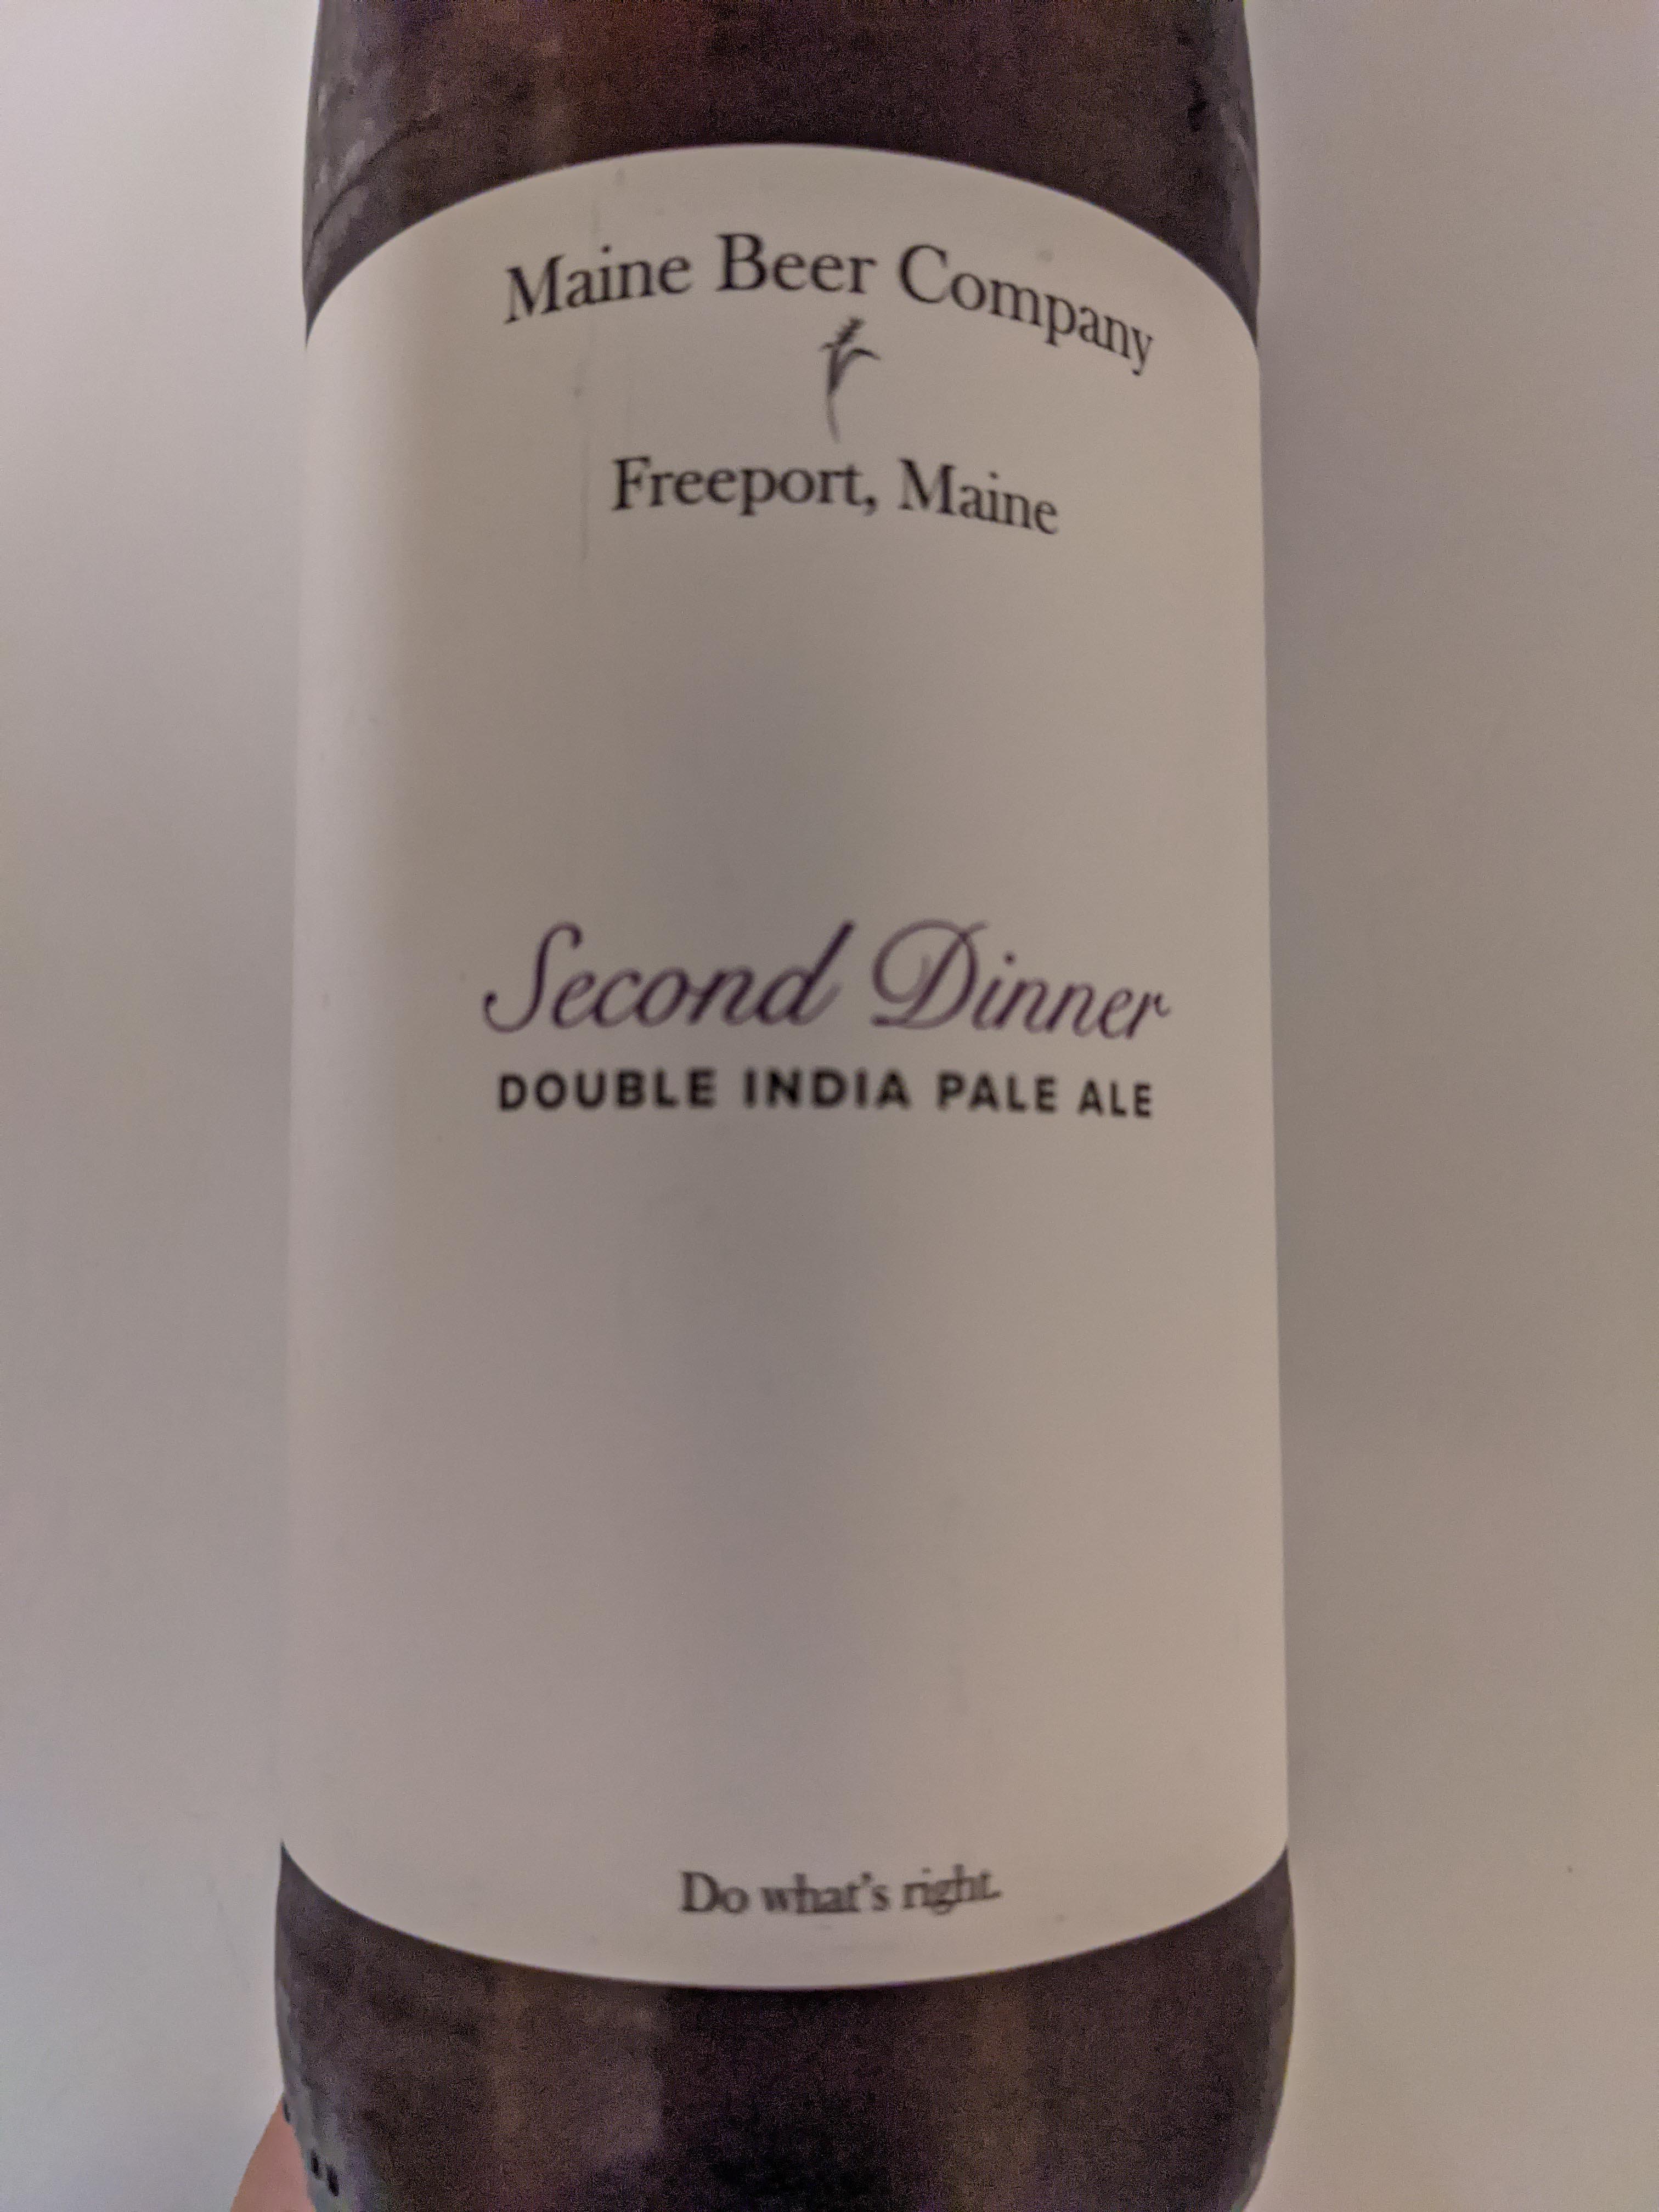 Maine Beer Company
Freeport, Maine
Second Dinner
DOUBLE INDIA PALE ALE
Do what's right.